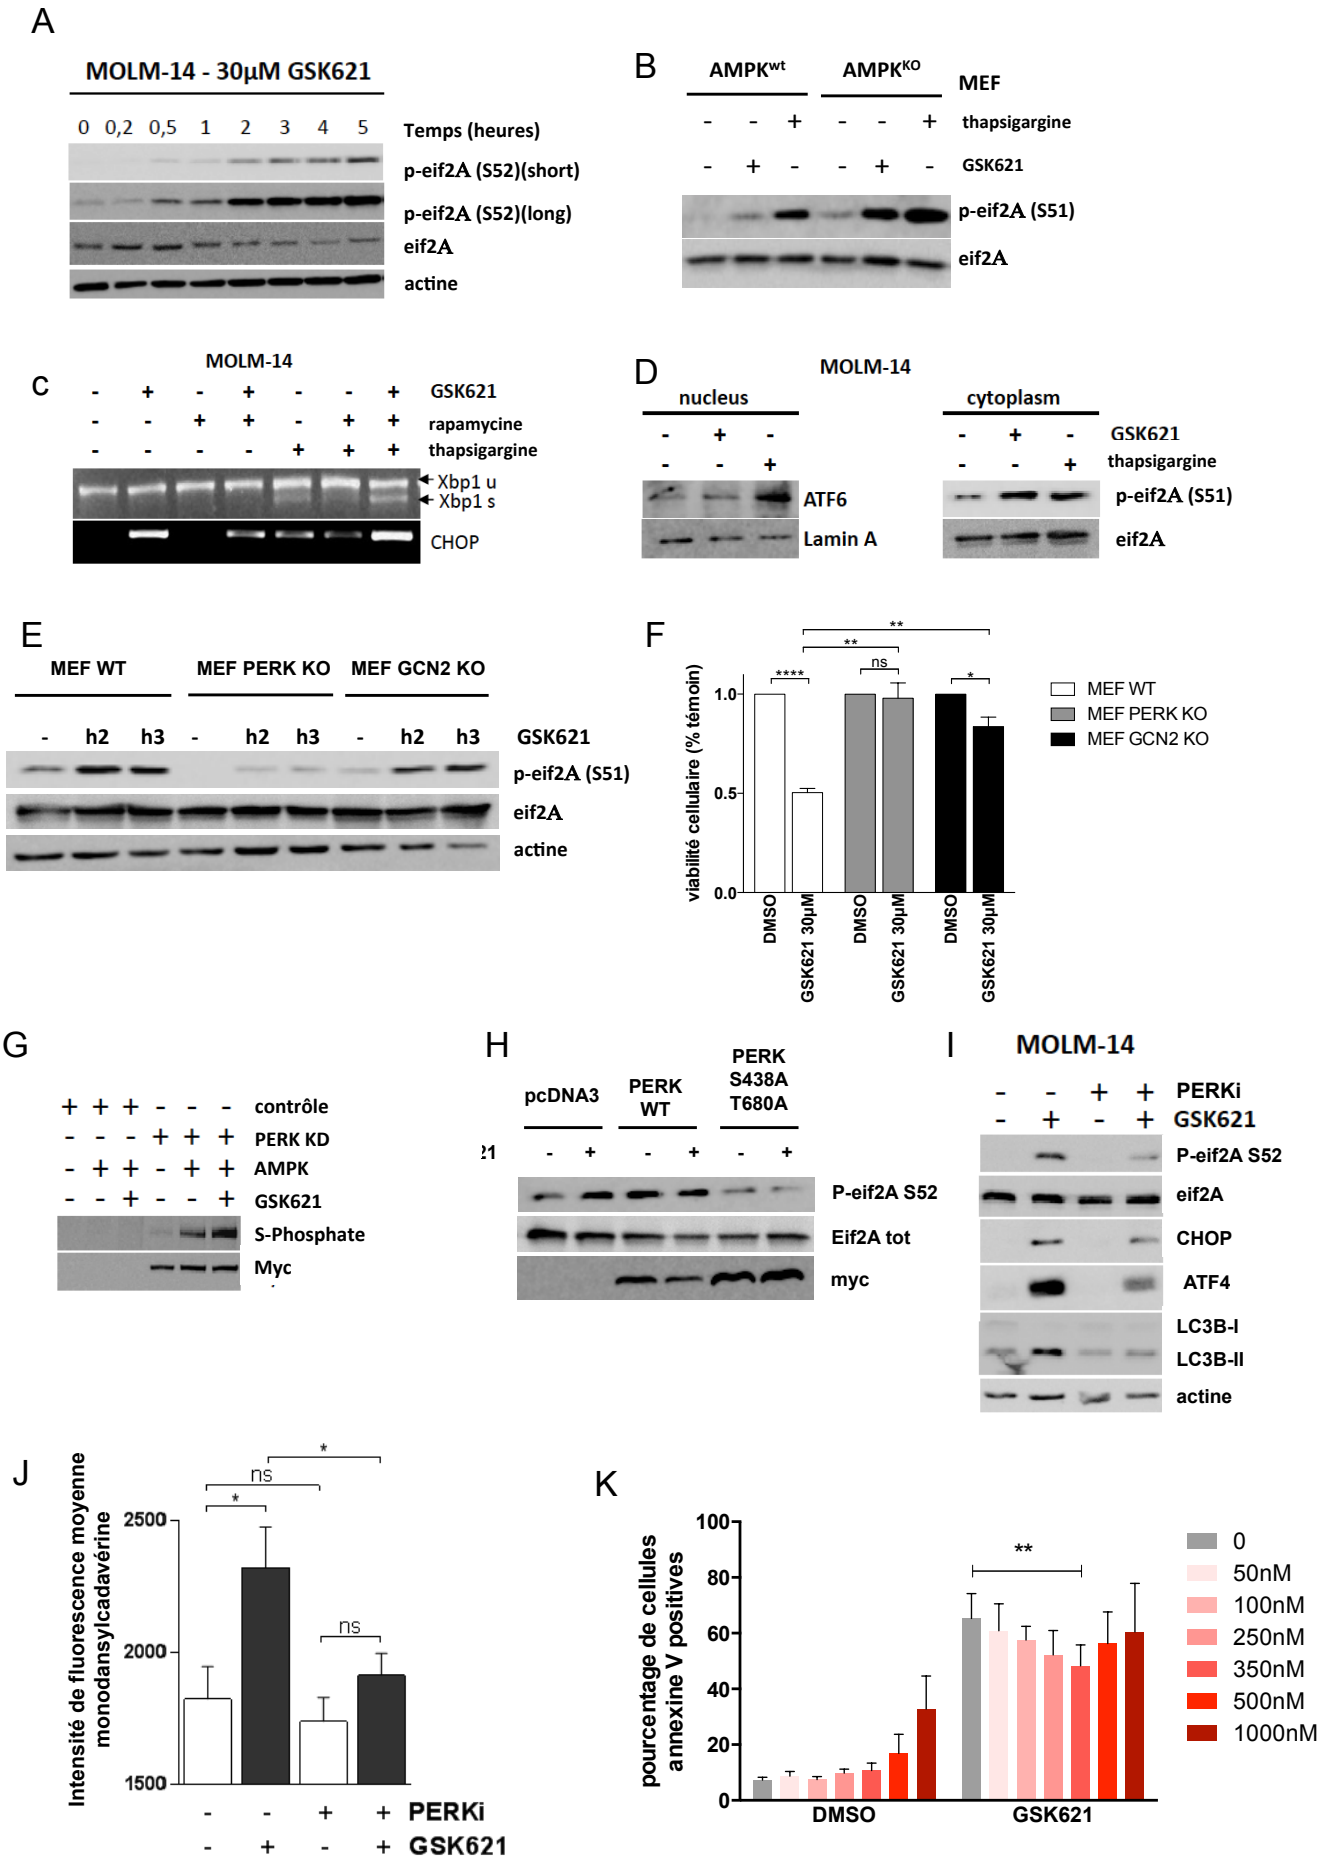 A
MOLM-14 - 30µM GSK621
0 0,2 0,5 1 2 3 4 5 Temps (heures)
p-eif2A (S52)(short)
p-eif2A (S52)(long)
eif2A
actine
B
AMPKwt AMPKKO MEF
- - + - - + thapsigargine
- + - - + - GSK621
p-eif2A (S51)
eif2A
c
MOLM-14
- + - + - - + GSK621
- - + + - + + rapamycine
- - - - + + + thapsigargine
Xbp1 u
Xbp1 s
CHOP
D
MOLM-14
nucleus cytoplasm
- + - - + - GSK621
- - + - - + thapsigargine
ATF6 p-eif2A (S51)
Lamin A eif2A
E
MEF WT MEF PERK KO MEF GCN2 KO
- h2 h3 - h2 h3 - h2 h3 GSK621
p-eif2A (S51)
eif2A
actine
F
**
**
**** ns *
viabilité cellulaire (% témoin)
1.0
0.5
0.0
DMSO
GSK621 30µM
DMSO
GSK621 30µM
DMSO
GSK621 30µM
MEF WT
MEF PERK KO
MEF GCN2 KO
G
+ + + - - - contrôle
- - - + + + PERK KD
- + + - + + AMPK
- - + - - + GSK621
S-Phosphate
Myc
H
pcDNA3 PERK WT PERK S438A T680A
21 - + - + - +
P-eif2A S52
Eif2A tot
myc
I
MOLM-14
- - + + PERKi
- + - + GSK621
P-eif2A S52
eif2A
CHOP
ATF4
LC3B-I
LC3B-II
actine
J
Intensité de fluorescence moyenne
monodansylcadavérine
*
ns
*
ns
2500
2000
1500
- - + + PERKi
- + - + GSK621
K
pourcentage de cellules
annexine V positives
100
80
60
40
20
0
**
DMSO GSK621
0
50nM
100nM
250nM
350nM
500nM
1000nM